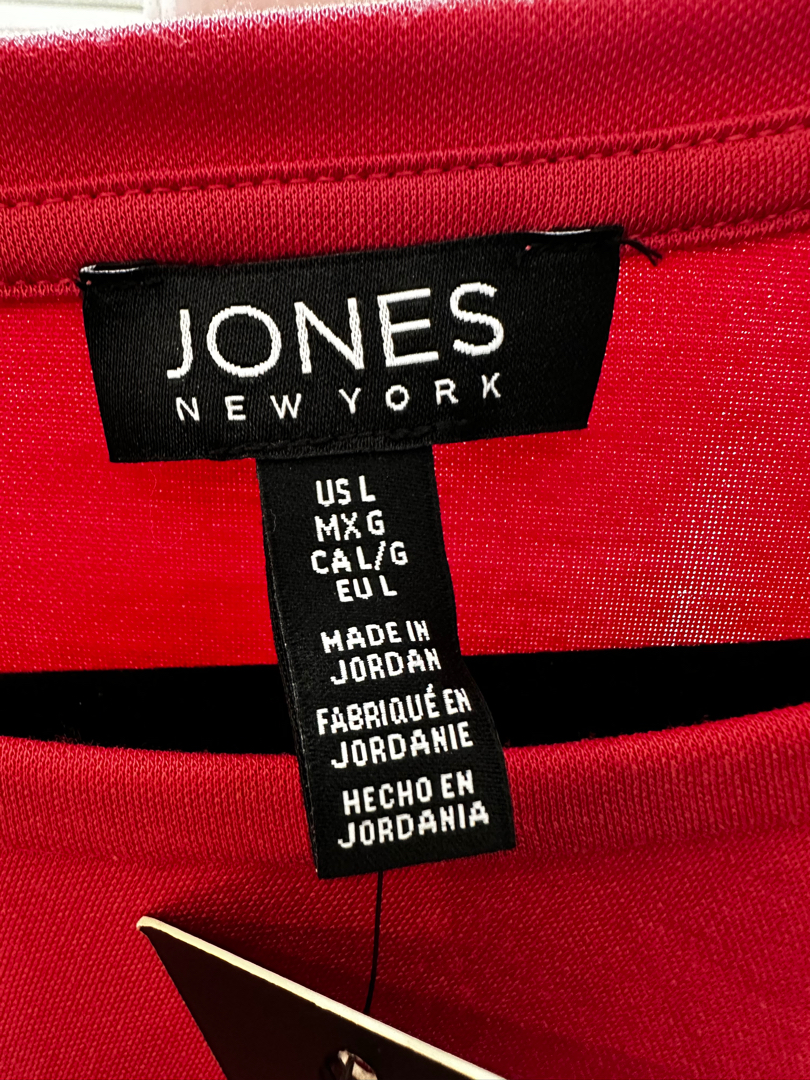 JONES
NEW YORK
US L
MX G
CA L/G
EU L
MADE IN
JORDAN
FABRIQUÉ EN
JORDANIE
HECHO EN
JORDANIA